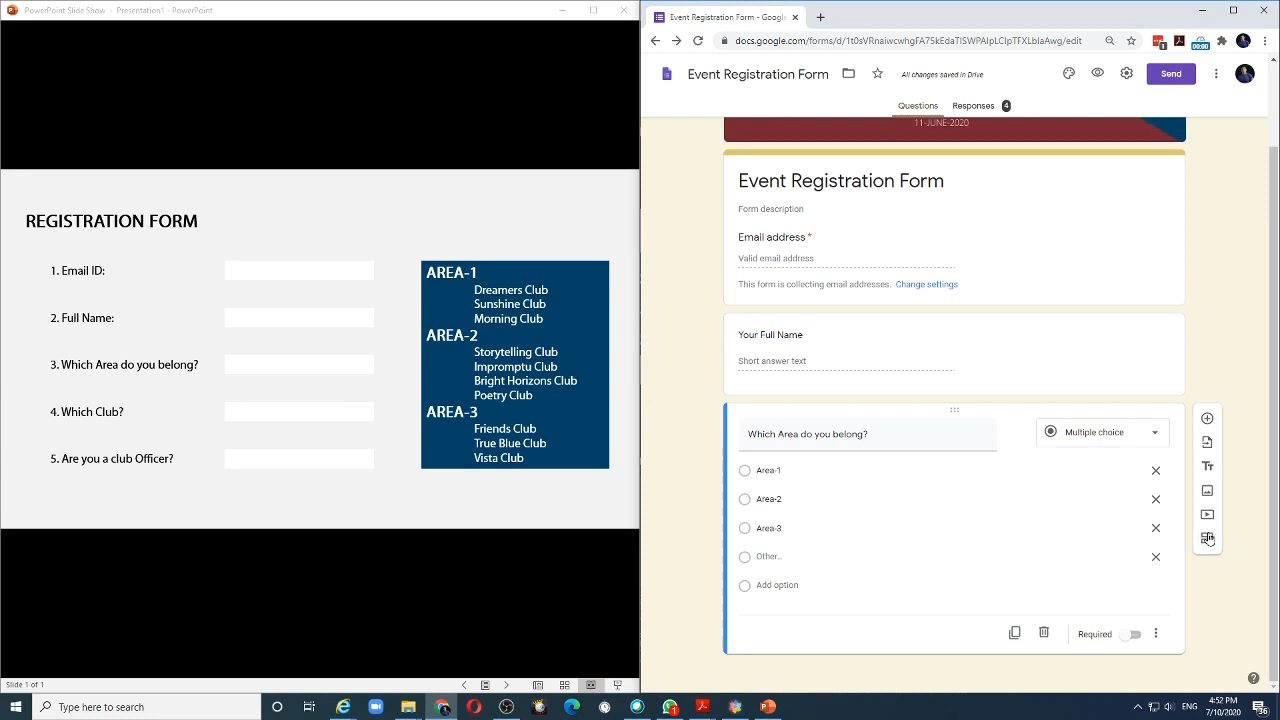 PowerPoint Slide Show - Presentation1 - PowerPoint
REGISTRATION FORM
1. Email ID:
2. Full Name:
3. Which Area do you belong?
4. Which Club?
5. Are you a club Officer?
AREA-1
Dreamers Club
Sunshine Club
Morning Club
AREA-2
Storytelling Club
Impromptu Club
Bright Horizons Club
Poetry Club
AREA-3
Friends Club
True Blue Club
Vista Club
Slide 1 of 1
Event Registration Form - Google
docs.google.com/forms/d/1t0sVRnaiwcwhgFA75kEdaTISWPAIpLCIpTFXLbIaAwg/edit
1
00:00
Event Registration Form
All changes saved in Drive
Send
Questions
Responses 4
11-JUNE-2020
Event Registration Form
Form description
Email address *
Valid email address
This form is collecting email addresses. Change settings
Your Full Name
Short answer text
Which Area do you belong?
Multiple choice
Area-1
Area-2
Area-3
Other...
Add option
Required
Type here to search
1
4:52 PM
7/10/2020
36